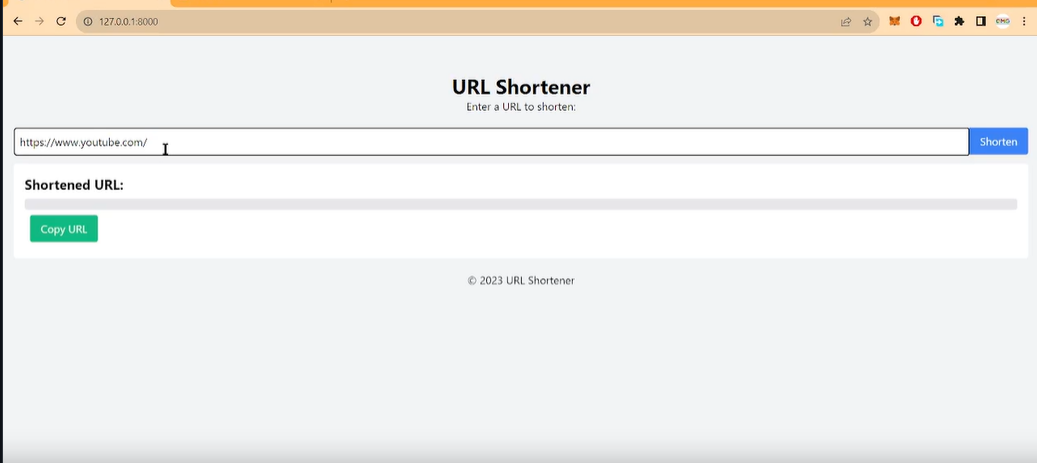 127.0.0.1:8000
URL Shortener
Enter a URL to shorten:
https://www.youtube.com/
Shorten
Shortened URL:
Copy URL
© 2023 URL Shortener